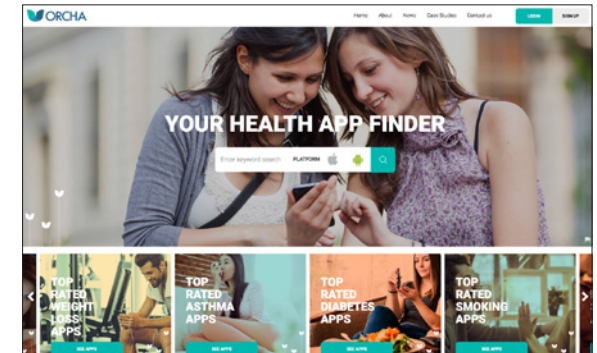 ORCHA
Home About News Case Studies Contact us LOGIN SIGN UP
YOUR HEALTH APP FINDER
Enter keyword search PLATFORM
TOP
RATED
WEIGHT
LOSS
APPS
SEE APPS
TOP
RATED
ASTHMA
APPS
SEE APPS
TOP
RATED
DIABETES
APPS
SEE APPS
TOP
RATED
SMOKING
APPS
SEE APPS